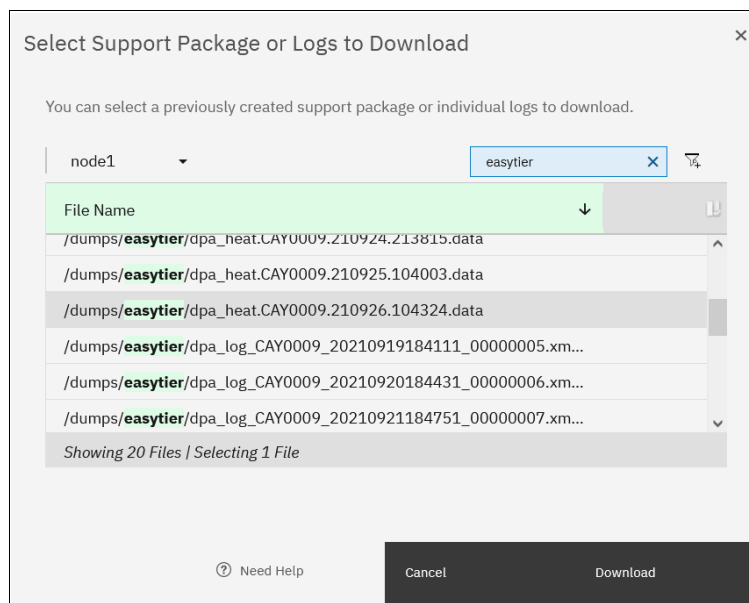 Select Support Package or Logs to Download
You can select a previously created support package or individual logs to download.
node1
easytier
File Name
/dumps/easytier/dpa_heat.CAY0009.210924.213815.data
/dumps/easytier/dpa_heat.CAY0009.210925.104003.data
/dumps/easytier/dpa_heat.CAY0009.210926.104324.data
/dumps/easytier/dpa_log_CAY0009_20210919184111_00000005.xm...
/dumps/easytier/dpa_log_CAY0009_20210920184431_00000006.xm...
/dumps/easytier/dpa_log_CAY0009_20210921184751_00000007.xm...
Showing 20 Files | Selecting 1 File
Need Help
Cancel
Download